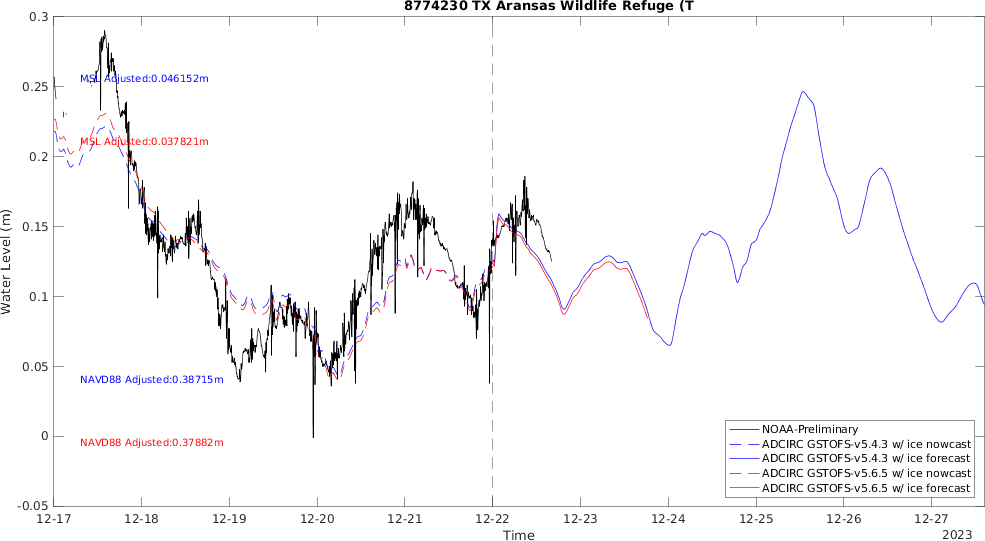 8774230 TX Aransas Wildlife Refuge (T
0.3
0.25
0.2
0.15
0.1
0.05
0
-0.05
Water Level (m)
MSL Adjusted:0.046152m
MSL Adjusted:0.037821m
NAVD88 Adjusted:0.38715m
NAVD88 Adjusted:0.37882m
NOAA-Preliminary
ADCIRC GSTOFS-v5.4.3 w/ ice nowcast
ADCIRC GSTOFS-v5.4.3 w/ ice forecast
ADCIRC GSTOFS-v5.6.5 w/ ice nowcast
ADCIRC GSTOFS-v5.6.5 w/ ice forecast
12-17 12-18 12-19 12-20 12-21 12-22 12-23 12-24 12-25 12-26 12-27
Time
2023